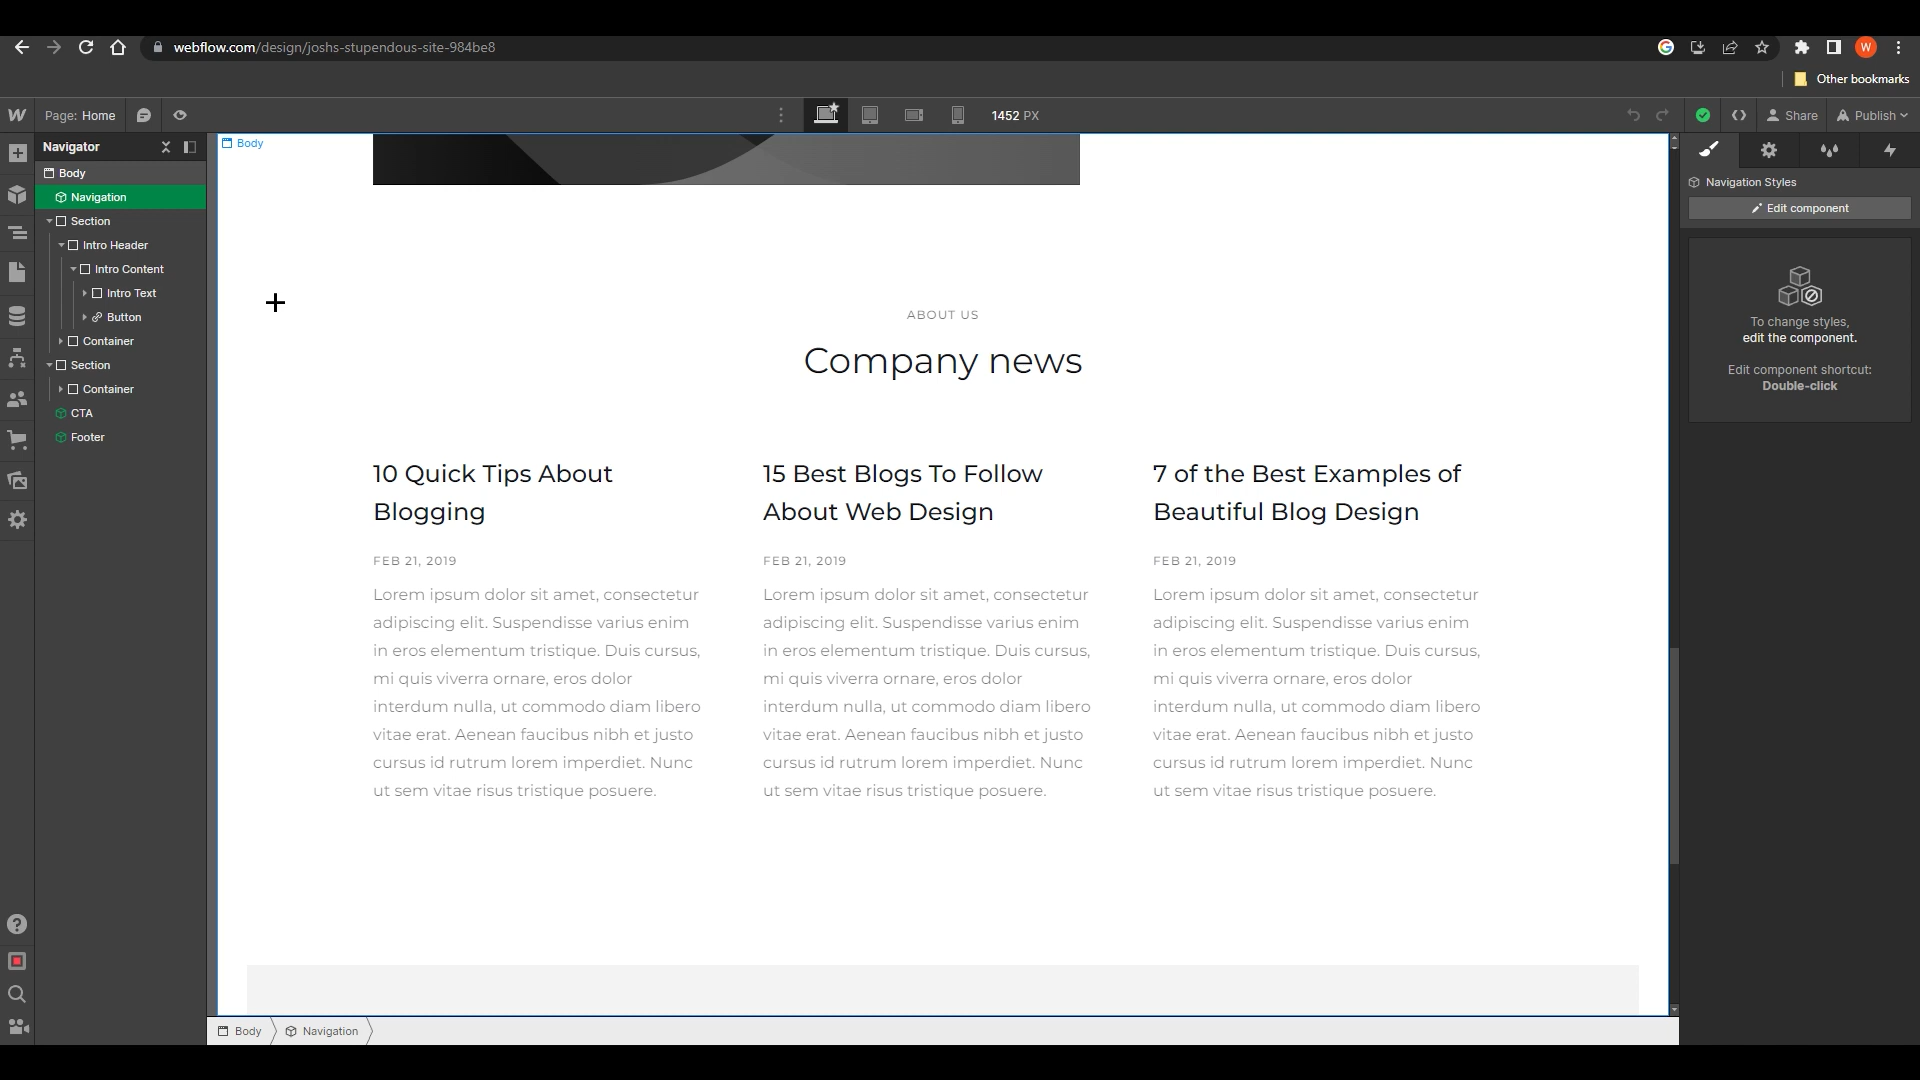 webflow.com/design/joshs-stupendous-site-984be8
W
Other bookmarks
Page: Home
1452 PX
Share
Publish
Navigator
Body
Navigation
Section
Intro Header
Intro Content
Intro Text
Button
Container
Section
Container
CTA
Footer
Body
ABOUT US
Company news
10 Quick Tips About
Blogging
FEB 21, 2019
Lorem ipsum dolor sit amet, consectetur
adipiscing elit. Suspendisse varius enim
in eros elementum tristique. Duis cursus,
mi quis viverra ornare, eros dolor
interdum nulla, ut commodo diam libero
vitae erat. Aenean faucibus nibh et justo
cursus id rutrum lorem imperdiet. Nunc
ut sem vitae risus tristique posuere.
15 Best Blogs To Follow
About Web Design
FEB 21, 2019
Lorem ipsum dolor sit amet, consectetur
adipiscing elit. Suspendisse varius enim
in eros elementum tristique. Duis cursus,
mi quis viverra ornare, eros dolor
interdum nulla, ut commodo diam libero
vitae erat. Aenean faucibus nibh et justo
cursus id rutrum lorem imperdiet. Nunc
ut sem vitae risus tristique posuere.
7 of the Best Examples of
Beautiful Blog Design
FEB 21, 2019
Lorem ipsum dolor sit amet, consectetur
adipiscing elit. Suspendisse varius enim
in eros elementum tristique. Duis cursus,
mi quis viverra ornare, eros dolor
interdum nulla, ut commodo diam libero
vitae erat. Aenean faucibus nibh et justo
cursus id rutrum lorem imperdiet. Nunc
ut sem vitae risus tristique posuere.
Navigation Styles
Edit component
To change styles,
edit the component.
Edit component shortcut:
Double-click
Body
Navigation